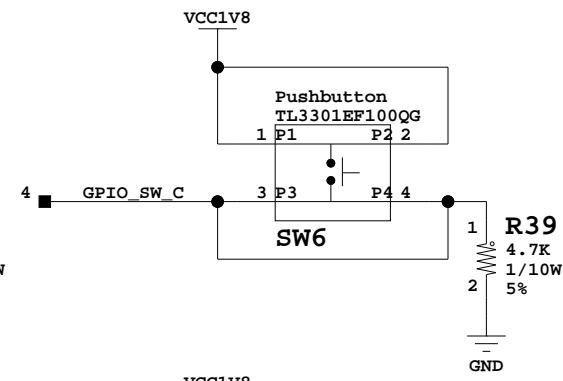 VCC1V8
Pushbutton
TL3301EF100QG
1 P1 P2 2
4 GPIO_SW_C 3 P3 P4 4
SW6
1 R39
4.7K
W 1/10W
2 5%
GND
VCC1V8